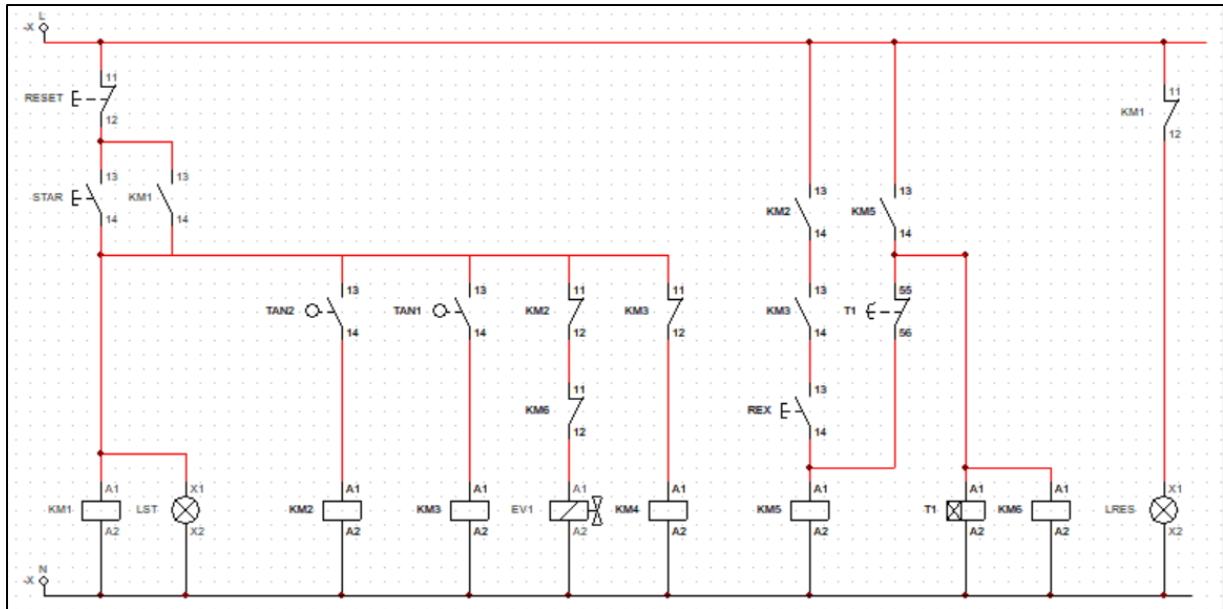 L
-X
11
RESET
12
11
KM1
12
13
STAR
14
13
KM1
14
13
KM2
14
13
KM5
14
13
TAN2
14
13
TAN1
14
11
KM2
12
11
KM3
12
13
KM3
14
55
T1
56
11
KM6
12
13
REX
14
A1
KM1
A2
X1
LST
X2
A1
KM2
A2
A1
KM3
A2
A1
EV1
A2
A1
KM4
A2
A1
KM5
A2
A1
T1
A2
A1
KM6
A2
X1
LRES
X2
N
-X